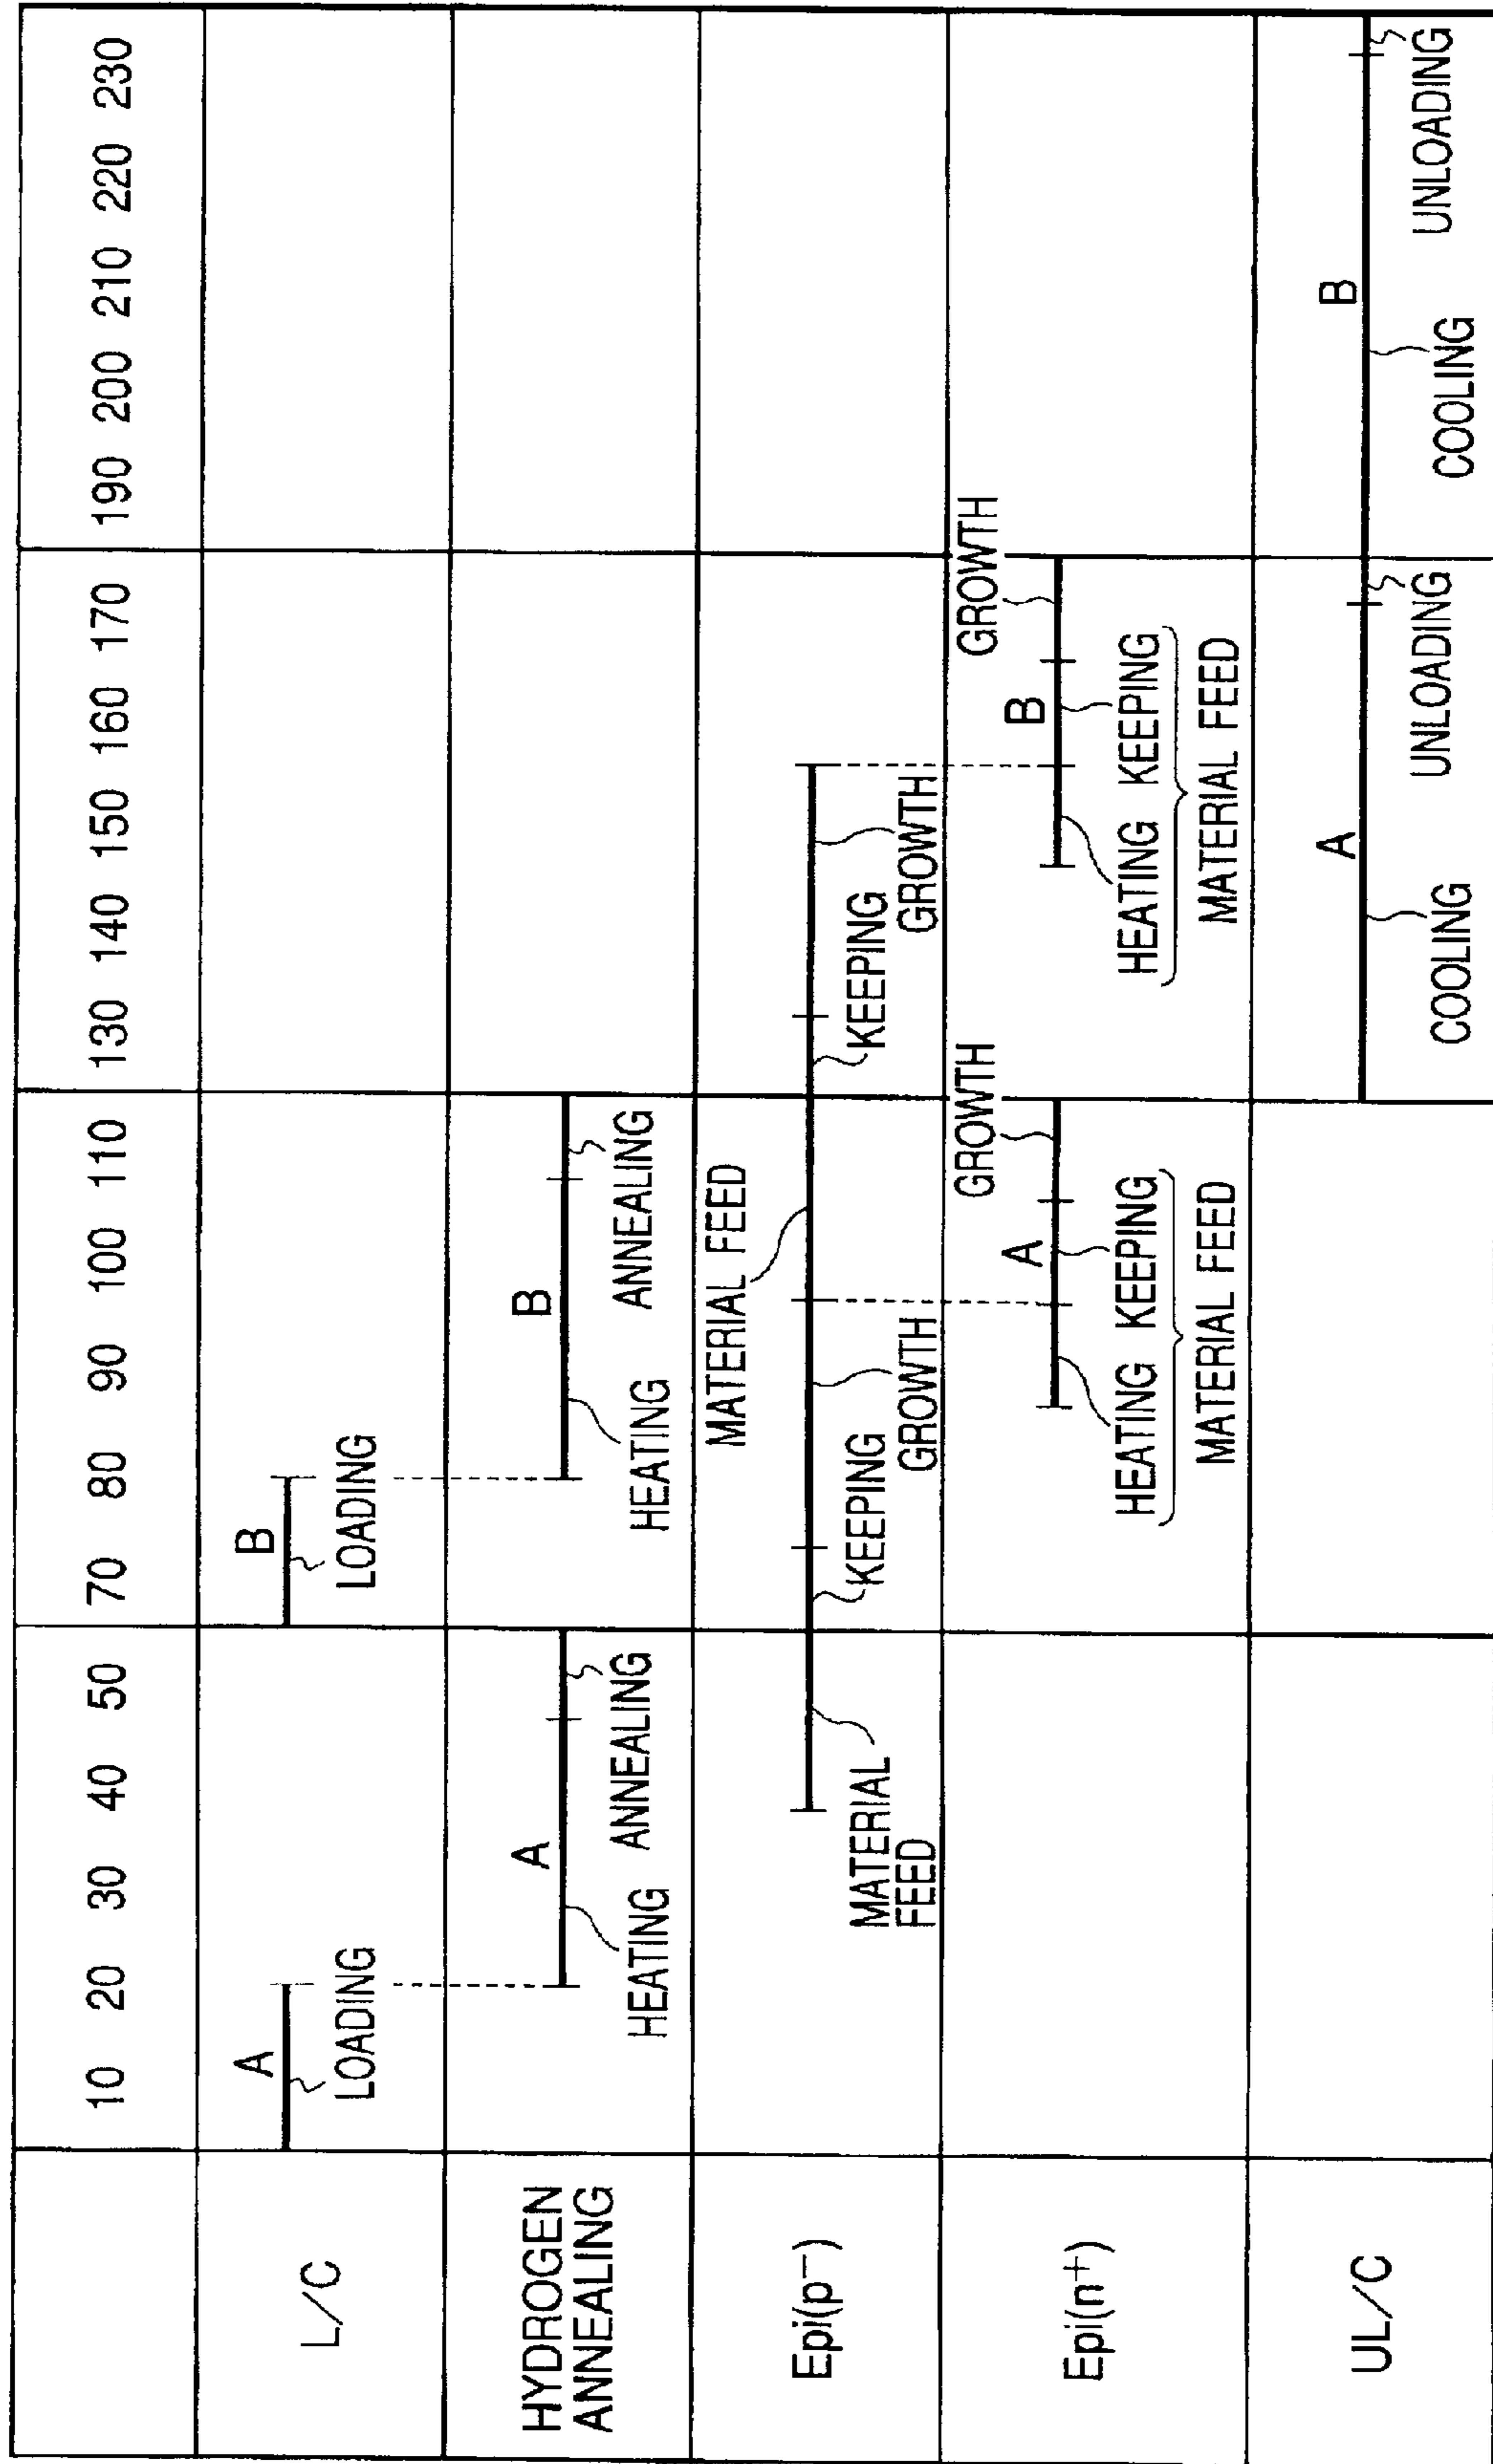 10 20 30 40 50 70 80 90 100 110 130 140 150 160 170 190 200 210 220 230
L/C
A
LOADING
B
LOADING
HYDROGEN
ANNEALING
A
HEATING
ANNEALING
B
HEATING
ANNEALING
Epi(p−)
MATERIAL
FEED
KEEPING
GROWTH
MATERIAL FEED
KEEPING
GROWTH
Epi(n+)
GROWTH
A
HEATING KEEPING
MATERIAL FEED
GROWTH
B
HEATING KEEPING
MATERIAL FEED
UL/C
A
COOLING
UNLOADING
B
COOLING
UNLOADING